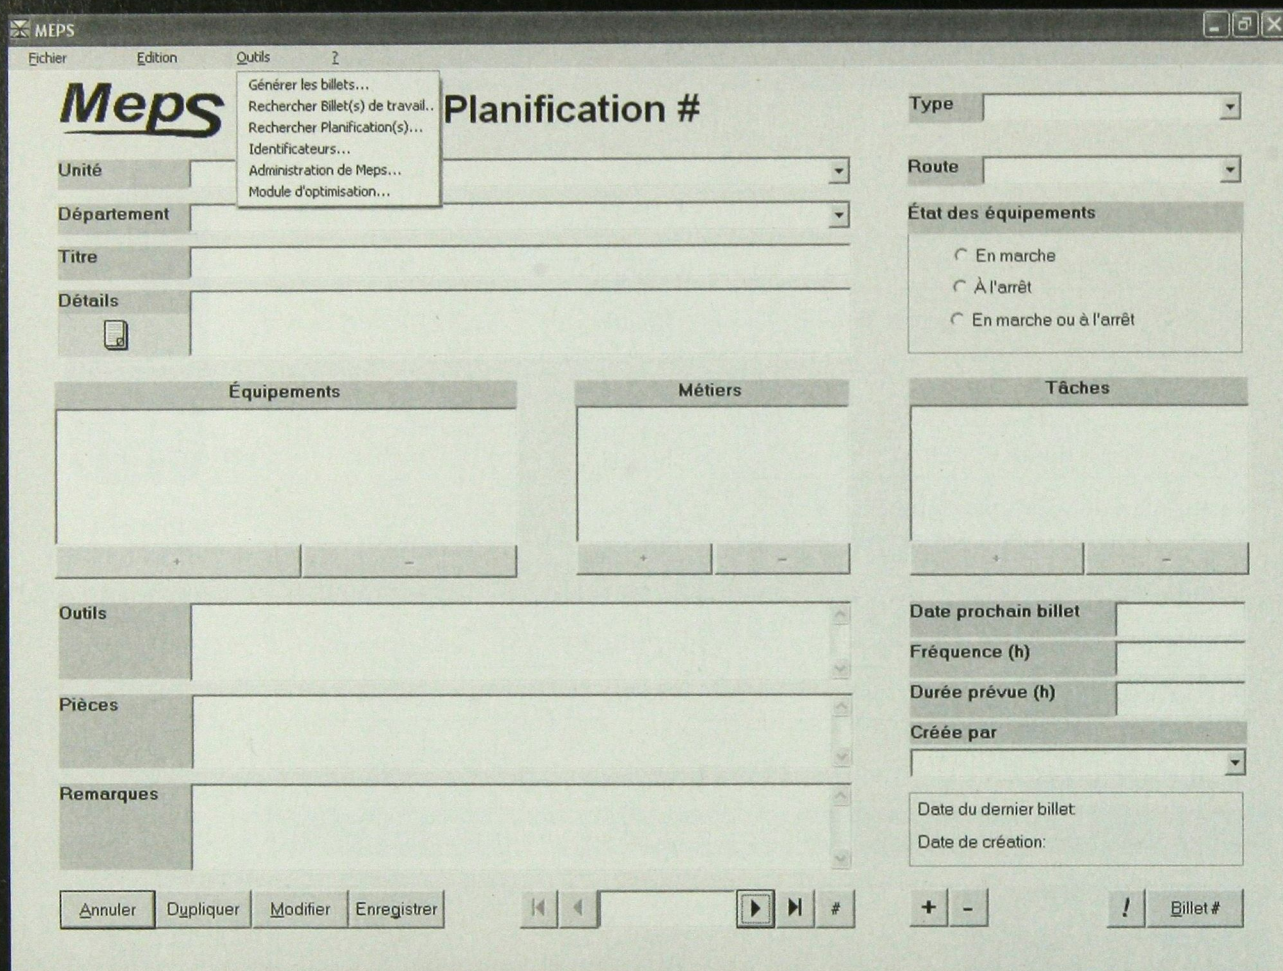 MEPS
Fichier Edition Outils ?
Générer les billets...
Rechercher Billet(s) de travail..
Rechercher Planification(s)...
Identificateurs...
Administration de Meps...
Module d'optimisation...
Meps Planification #
Unité
Département
Titre
Détails
Type
Route
État des équipements
En marche
À l'arrêt
En marche ou à l'arrêt
Équipements
+ -
Métiers
+ -
Tâches
+ -
Outils
Pièces
Remarques
Date prochain billet
Fréquence (h)
Durée prévue (h)
Créée par
Date du dernier billet
Date de création:
Annuler Dupliquer Modifier Enregistrer # + - ! Billet #